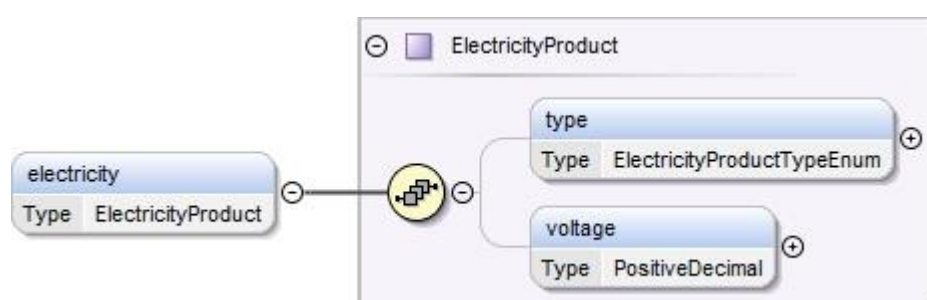 ElectricityProduct
type
Type ElectricityProductTypeEnum
electricity
Type ElectricityProduct
voltage
Type PositiveDecimal